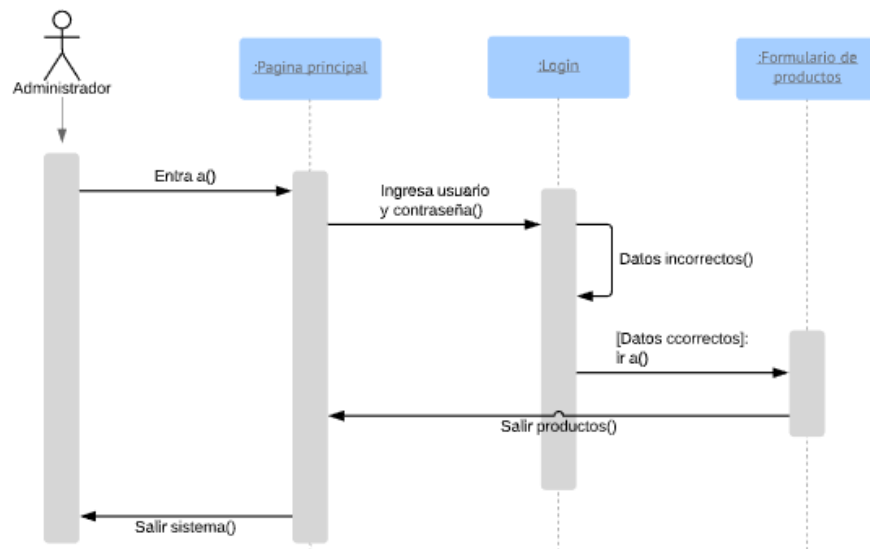 Administrador
:Pagina principal
:Login
:Formulario de
productos
Entra a()
Ingresa usuario
y contraseña()
Datos incorrectos()
[Datos ccorrectos]:
ir a()
Salir productos()
Salir sistema()